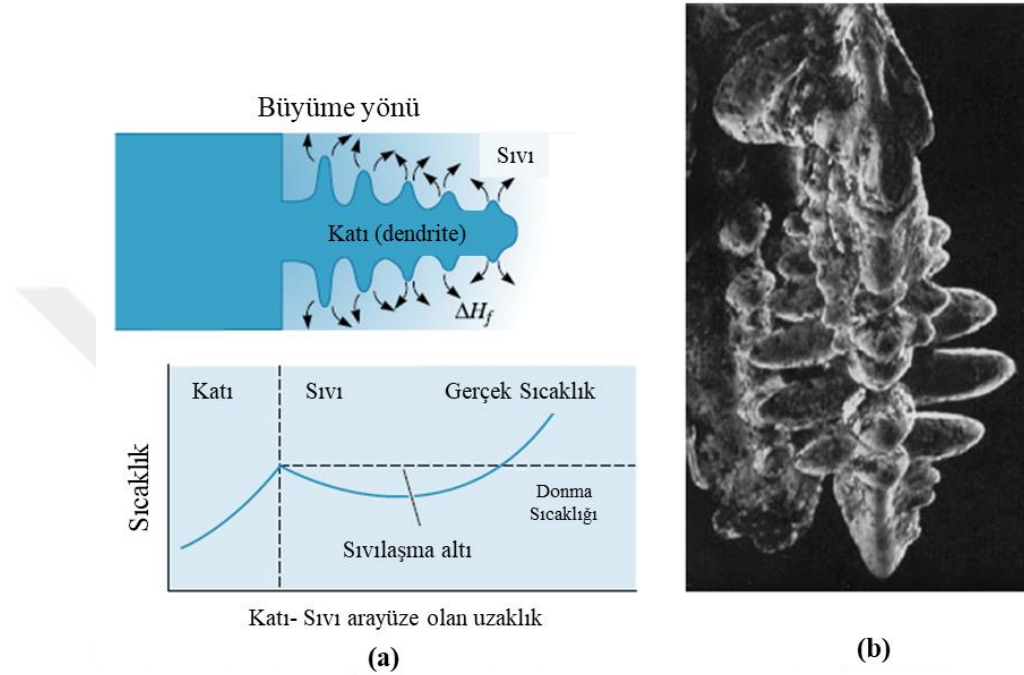 Büyüme yönü
Sıvı
Katı (dendrite)
ΔHf
Katı
Sıvı
Gerçek Sıcaklık
Sıcaklık
Donma
Sıcaklığı
Sıvılaşma altı
Katı- Sıvı arayüze olan uzaklık
(a)
(b)